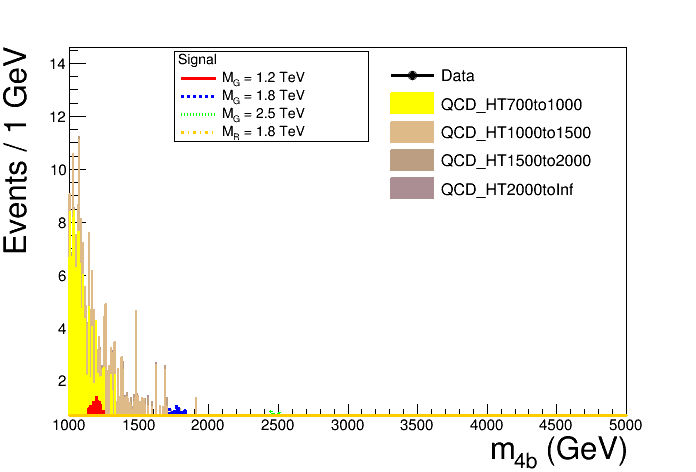 Signal
M_G = 1.2 TeV
M_G = 1.8 TeV
M_G = 2.5 TeV
M_R = 1.8 TeV
Data
QCD_HT700to1000
QCD_HT1000to1500
QCD_HT1500to2000
QCD_HT2000toInf
Events / 1 GeV
14
12
10
8
6
4
2
1000 1500 2000 2500 3000 3500 4000 4500 5000
m_4b (GeV)